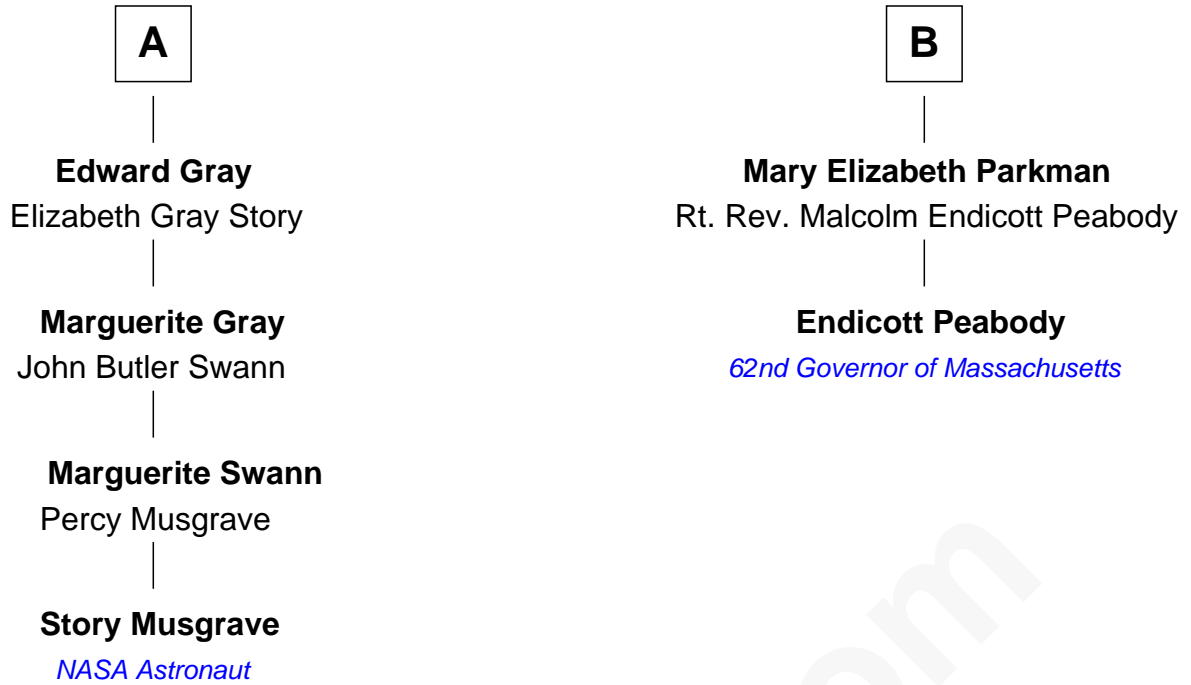 A
Edward Gray
Elizabeth Gray Story
Marguerite Gray
John Butler Swann
Marguerite Swann
Percy Musgrave
Story Musgrave
NASA Astronaut
B
Mary Elizabeth Parkman
Rt. Rev. Malcolm Endicott Peabody
Endicott Peabody
62nd Governor of Massachusetts
om